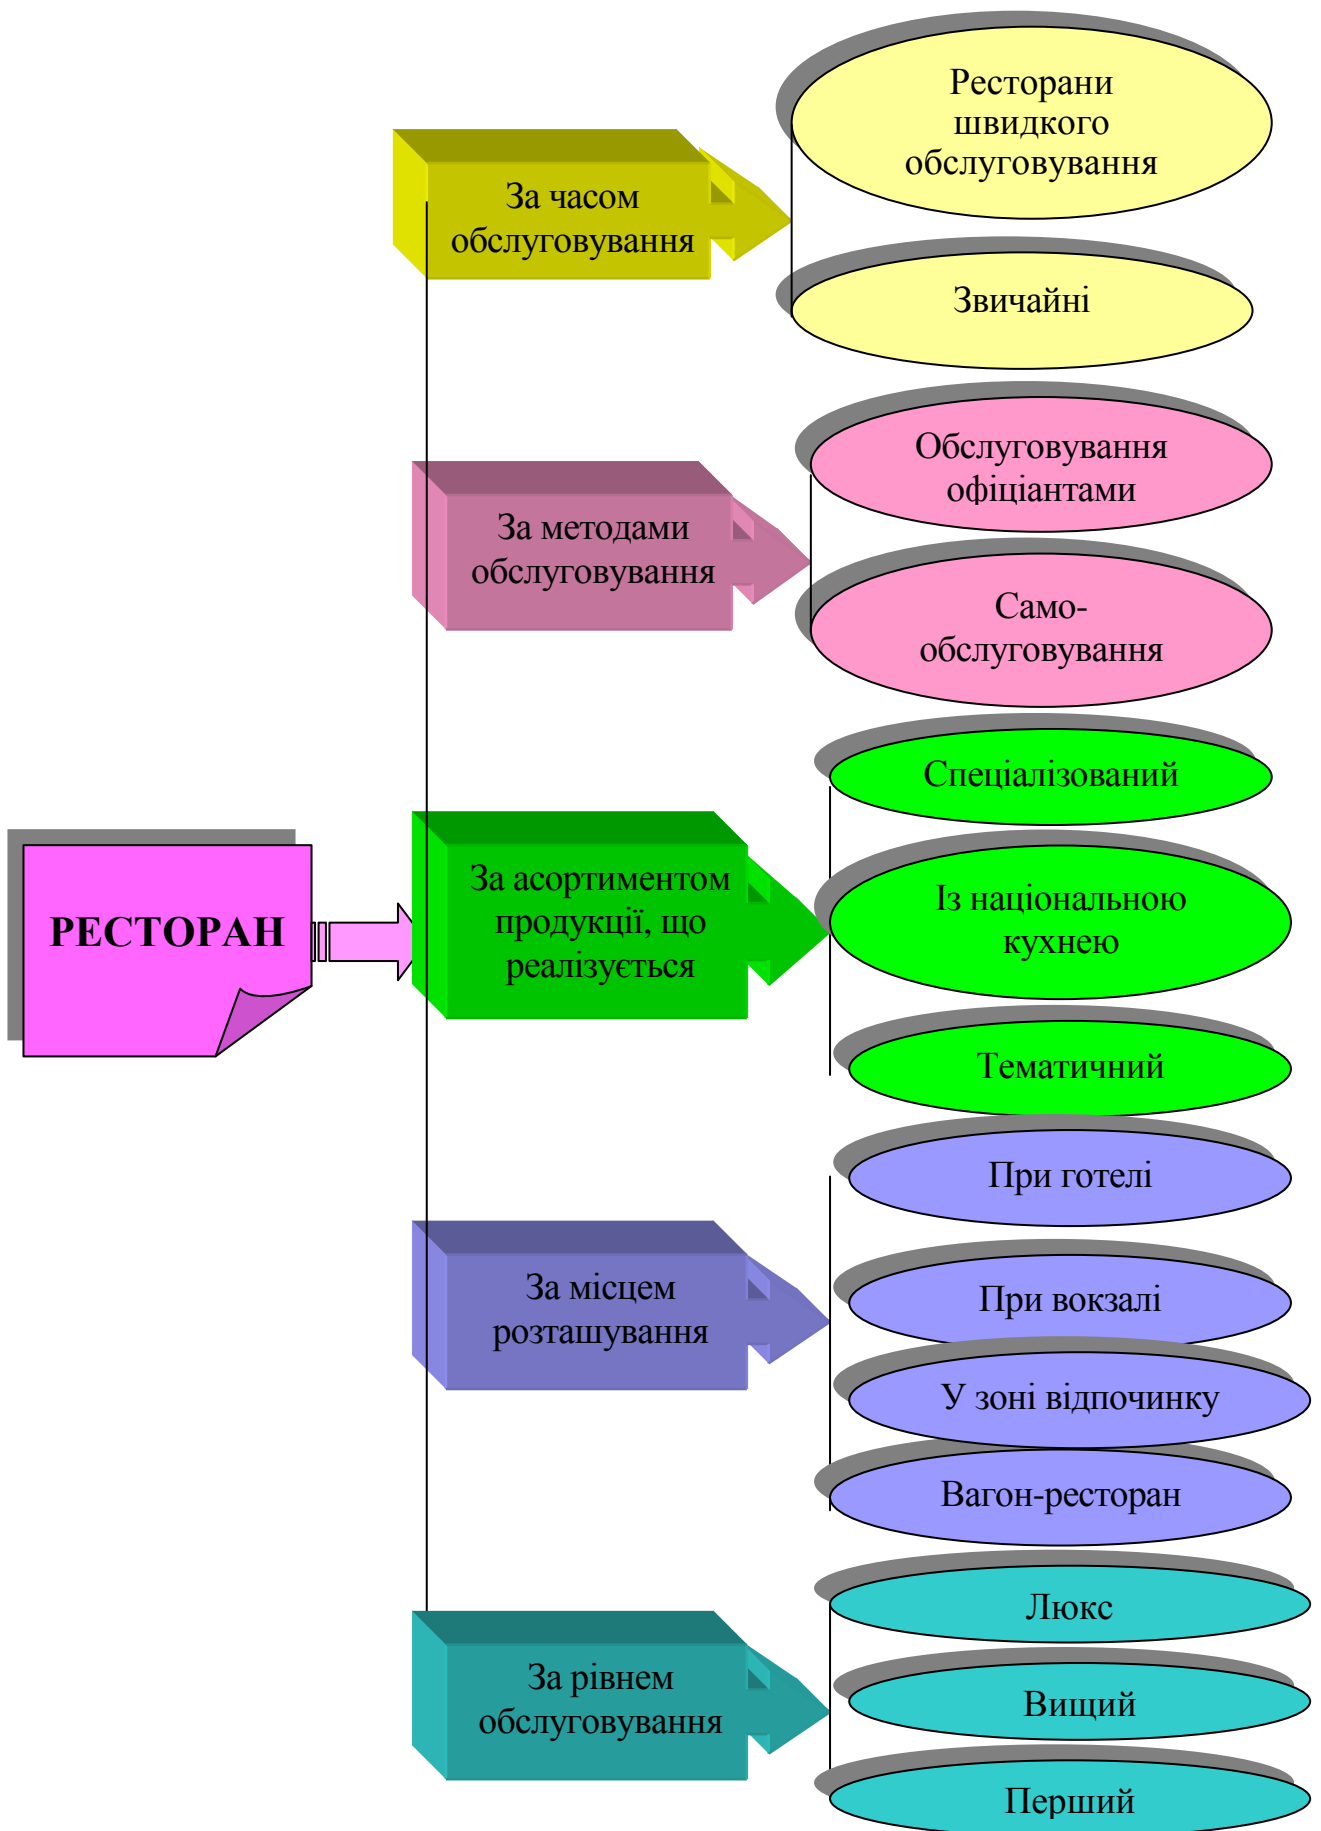 РЕСТОРАН
За часом
обслуговування
Ресторани
швидкого
обслуговування
Звичайні
За методами
обслуговування
Обслуговування
офіціантами
Само-
обслуговування
За асортиментом
продукції, що
реалізується
Спеціалізований
Із національною
кухнею
Тематичний
За місцем
розташування
При готелі
При вокзалі
У зоні відпочинку
Вагон-ресторан
За рівнем
обслуговування
Люкс
Вищий
Перший